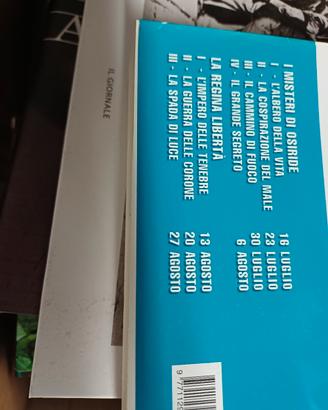 IL GIORNALE
I MISTERI DI OSIRIDE
I - L'ALBERO DELLA VITA 16 LUGLIO
II - LA COSPIRAZIONE DEL MALE 23 LUGLIO
III - IL CAMMINO DI FUOCO 30 LUGLIO
IV - IL GRANDE SEGRETO 6 AGOSTO
LA REGINA LIBERTÀ
I - L'IMPERO DELLE TENEBRE 13 AGOSTO
II - LA GUERRA DELLE CORONE 20 AGOSTO
III - LA SPADA DI LUCE 27 AGOSTO